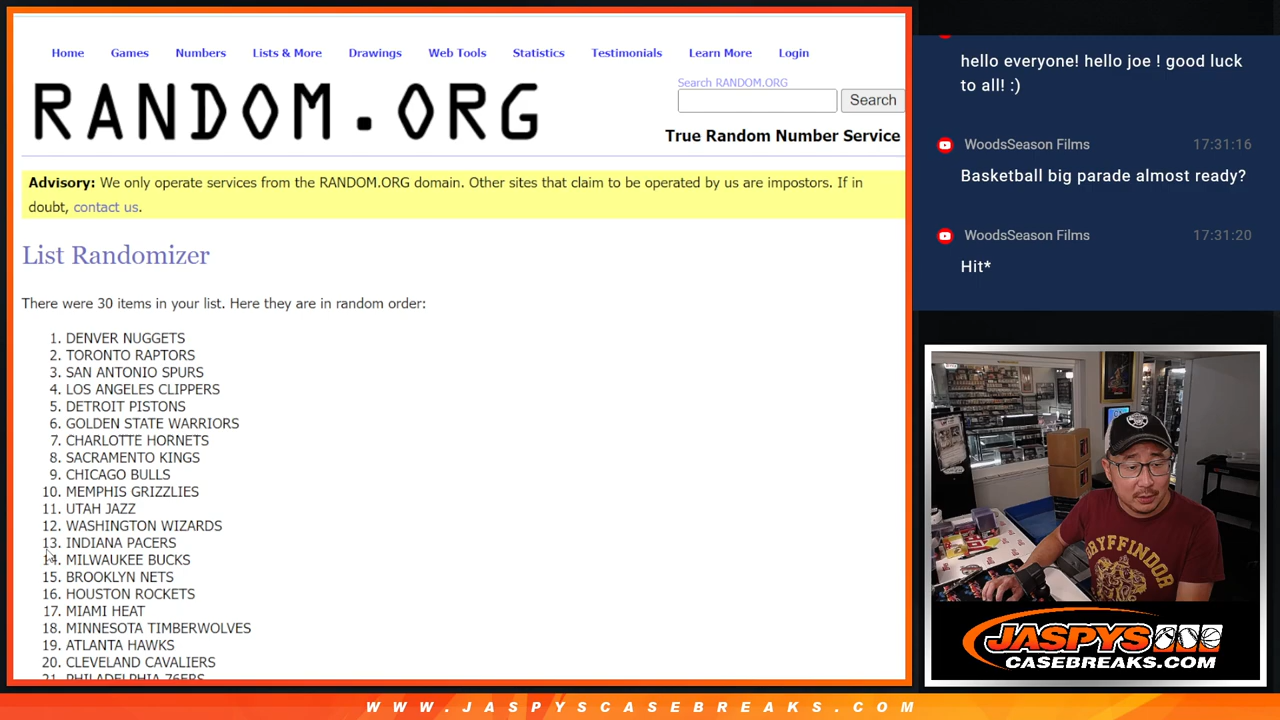 Home Games Numbers Lists & More Drawings Web Tools Statistics Testimonials Learn More Login
RANDOM.ORG
Search RANDOM.ORG
Search
True Random Number Service
Advisory: We only operate services from the RANDOM.ORG domain. Other sites that claim to be operated by us are impostors. If in
doubt, contact us.
List Randomizer
There were 30 items in your list. Here they are in random order:
1. DENVER NUGGETS
2. TORONTO RAPTORS
3. SAN ANTONIO SPURS
4. LOS ANGELES CLIPPERS
5. DETROIT PISTONS
6. GOLDEN STATE WARRIORS
7. CHARLOTTE HORNETS
8. SACRAMENTO KINGS
9. CHICAGO BULLS
10. MEMPHIS GRIZZLIES
11. UTAH JAZZ
12. WASHINGTON WIZARDS
13. INDIANA PACERS
14. MILWAUKEE BUCKS
15. BROOKLYN NETS
16. HOUSTON ROCKETS
17. MIAMI HEAT
18. MINNESOTA TIMBERWOLVES
19. ATLANTA HAWKS
20. CLEVELAND CAVALIERS
21. PHILADELPHIA 76ERS
hello everyone! hello joe ! good luck
to all! :)
WoodsSeason Films 17:31:16
Basketball big parade almost ready?
WoodsSeason Films 17:31:20
Hit*
GRYFFINDOR
JASPYS
CASEBREAKS.COM
WWW.JASPYSCASEBREAKS.COM